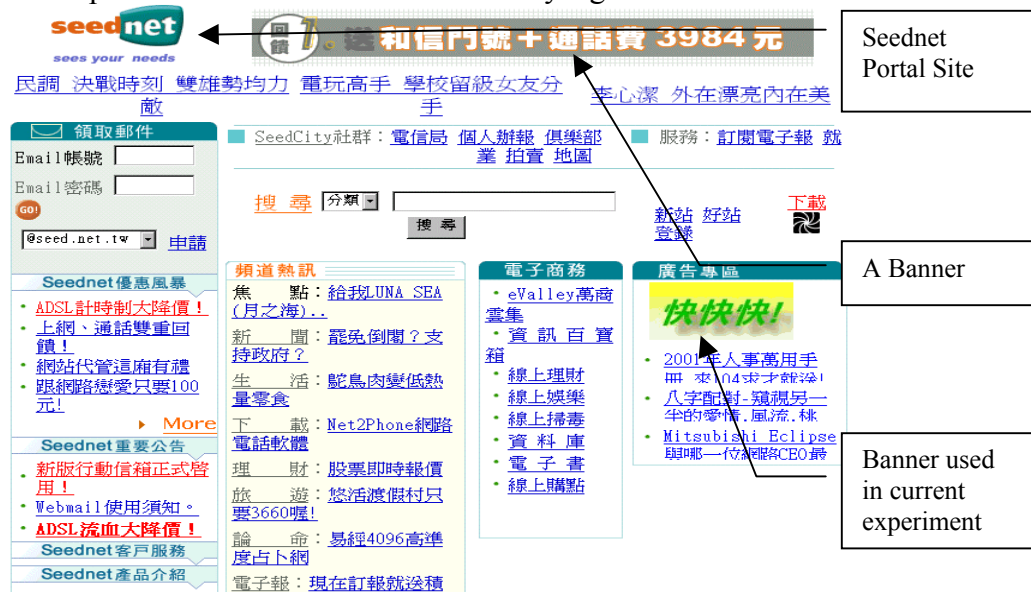 seednet
sees your needs
回饋 1。送 和信門號＋通話費 3984 元
Seednet
Portal Site
民調 決戰時刻 雙雄勢均力敵
電玩高手 學校留級女友分手
李心潔 外在漂亮內在美
領取郵件
Email帳號
Email密碼
GO!
@seed.net.tw 申請
SeedCity社群：電信局 個人辦報 俱樂部
服務：訂閱電子報 就
業 拍賣 地圖
搜 尋 分類
搜 尋
新站 好站
登錄
下載
Seednet優惠風暴
ADSL計時制大降價！
上網、通話雙重回
饋！
網站代管這廂有禮
跟網路戀愛只要100
元!
More
Seednet重要公告
新版行動信箱正式啓
用！
Webmail使用須知。
ADSL流血大降價！
Seednet客戶服務
Seednet產品介紹
頻道熱訊
焦 點：給我LUNA SEA
(月之海)..
新 聞：罷免倒閣？支
持政府？
生 活：鴕鳥肉變低熱
量零食
下 載：Net2Phone網路
電話軟體
理 財：股票即時報價
旅 遊：悠活渡假村只
要3660喔!
論 命：易經4096高準
度占卜網
電子報：現在訂報就送積
電子商務
eValley萬商
雲集
資訊百寶
箱
線上理財
線上娛樂
線上掃毒
資料庫
電子書
線上購點
廣告專區
快快快!
2001年人事萬用手
冊 來104求才就送!
八字配對-窺視另一
半的愛情.風流.桃
Mitsubishi Eclipse
與哪一位網路CEO最
A Banner
Banner used
in current
experiment